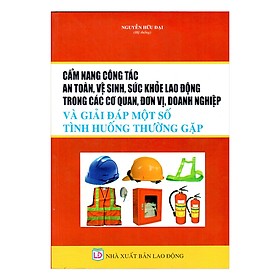 NGUYỄN HỮU ĐẠI
(Hệ thống)
CẨM NANG CÔNG TÁC
AN TOÀN, VỆ SINH, SỨC KHỎE LAO ĐỘNG
TRONG CÁC CƠ QUAN, ĐƠN VỊ, DOANH NGHIỆP
VÀ GIẢI ĐÁP MỘT SỐ
TÌNH HUỐNG THƯỜNG GẶP
NHÀ XUẤT BẢN LAO ĐỘNG